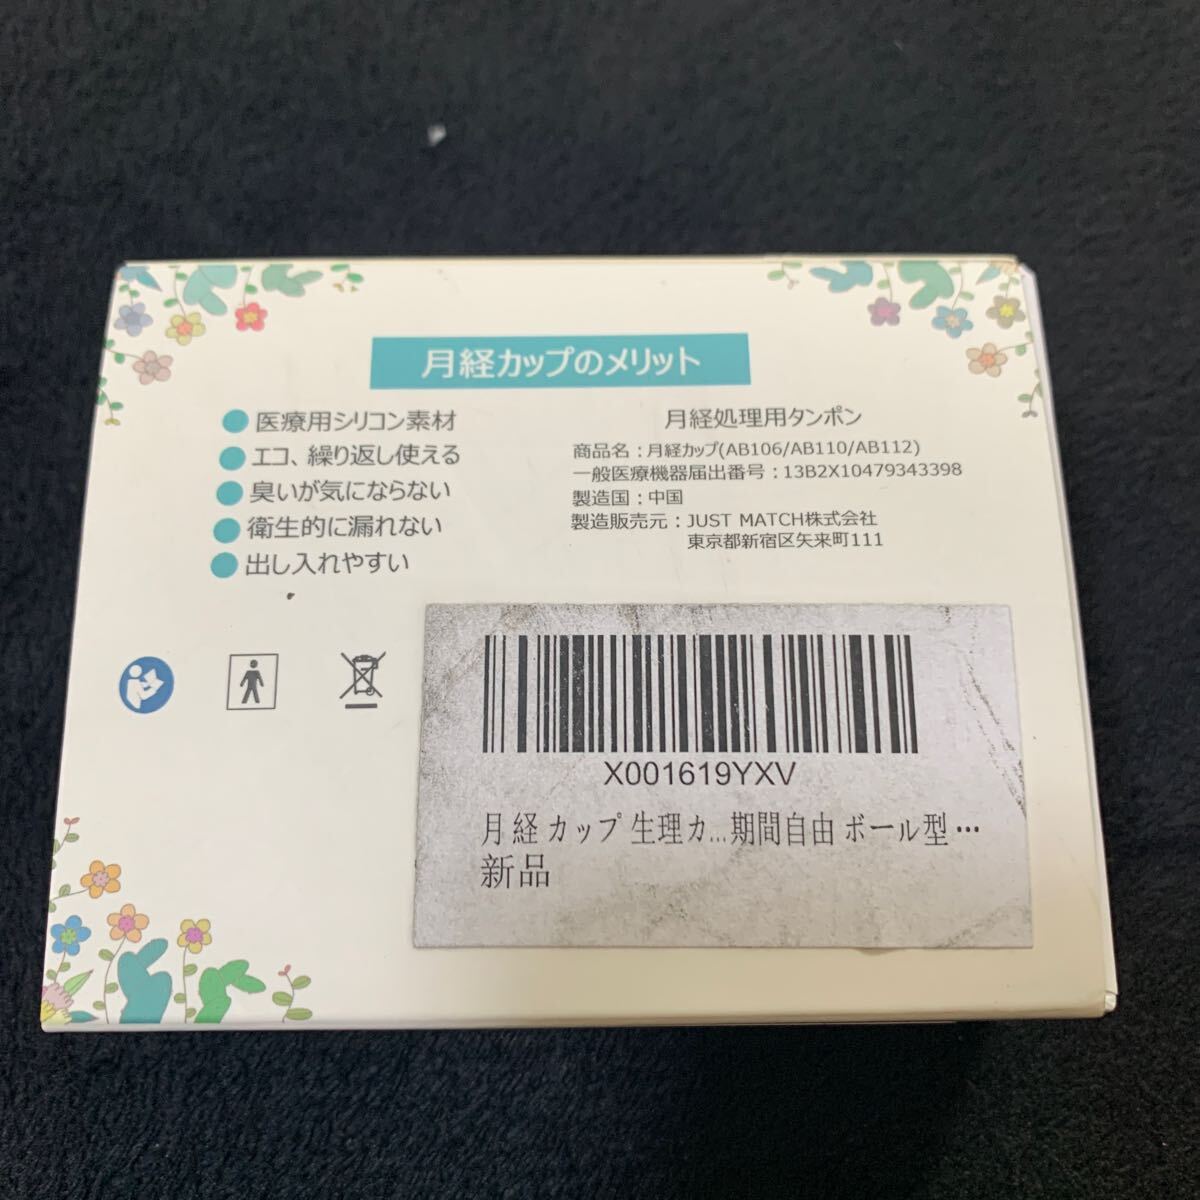 月経カップのメリット
医療用シリコン素材
エコ、繰り返し使える
臭いが気にならない
衛生的に漏れない
出し入れやすい
月経処理用タンポン
商品名：月経カップ(AB106/AB110/AB112)
一般医療機器届出番号：13B2X10479343398
製造国：中国
製造販売元：JUST MATCH株式会社
東京都新宿区矢来町111
X001619YXV
月経カップ 生理カ...期間自由 ボール型 …
新品